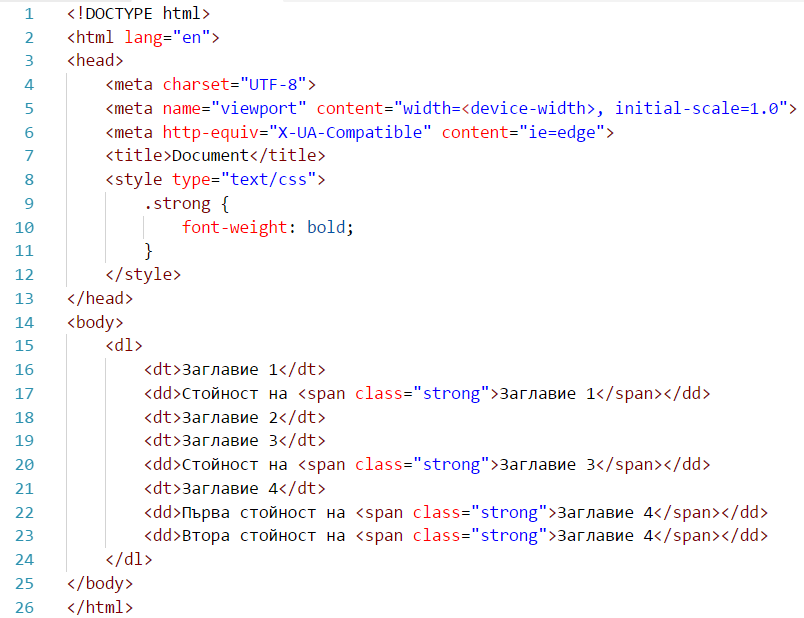 1 <!DOCTYPE html>
2 <html lang="en">
3 <head>
4 <meta charset="UTF-8">
5 <meta name="viewport" content="width=<device-width>, initial-scale=1.0">
6 <meta http-equiv="X-UA-Compatible" content="ie=edge">
7 <title>Document</title>
8 <style type="text/css">
9 .strong {
10 font-weight: bold;
11 }
12 </style>
13 </head>
14 <body>
15 <dl>
16 <dt>Заглавие 1</dt>
17 <dd>Стойност на <span class="strong">Заглавие 1</span></dd>
18 <dt>Заглавие 2</dt>
19 <dt>Заглавие 3</dt>
20 <dd>Стойност на <span class="strong">Заглавие 3</span></dd>
21 <dt>Заглавие 4</dt>
22 <dd>Първа стойност на <span class="strong">Заглавие 4</span></dd>
23 <dd>Втора стойност на <span class="strong">Заглавие 4</span></dd>
24 </dl>
25 </body>
26 </html>